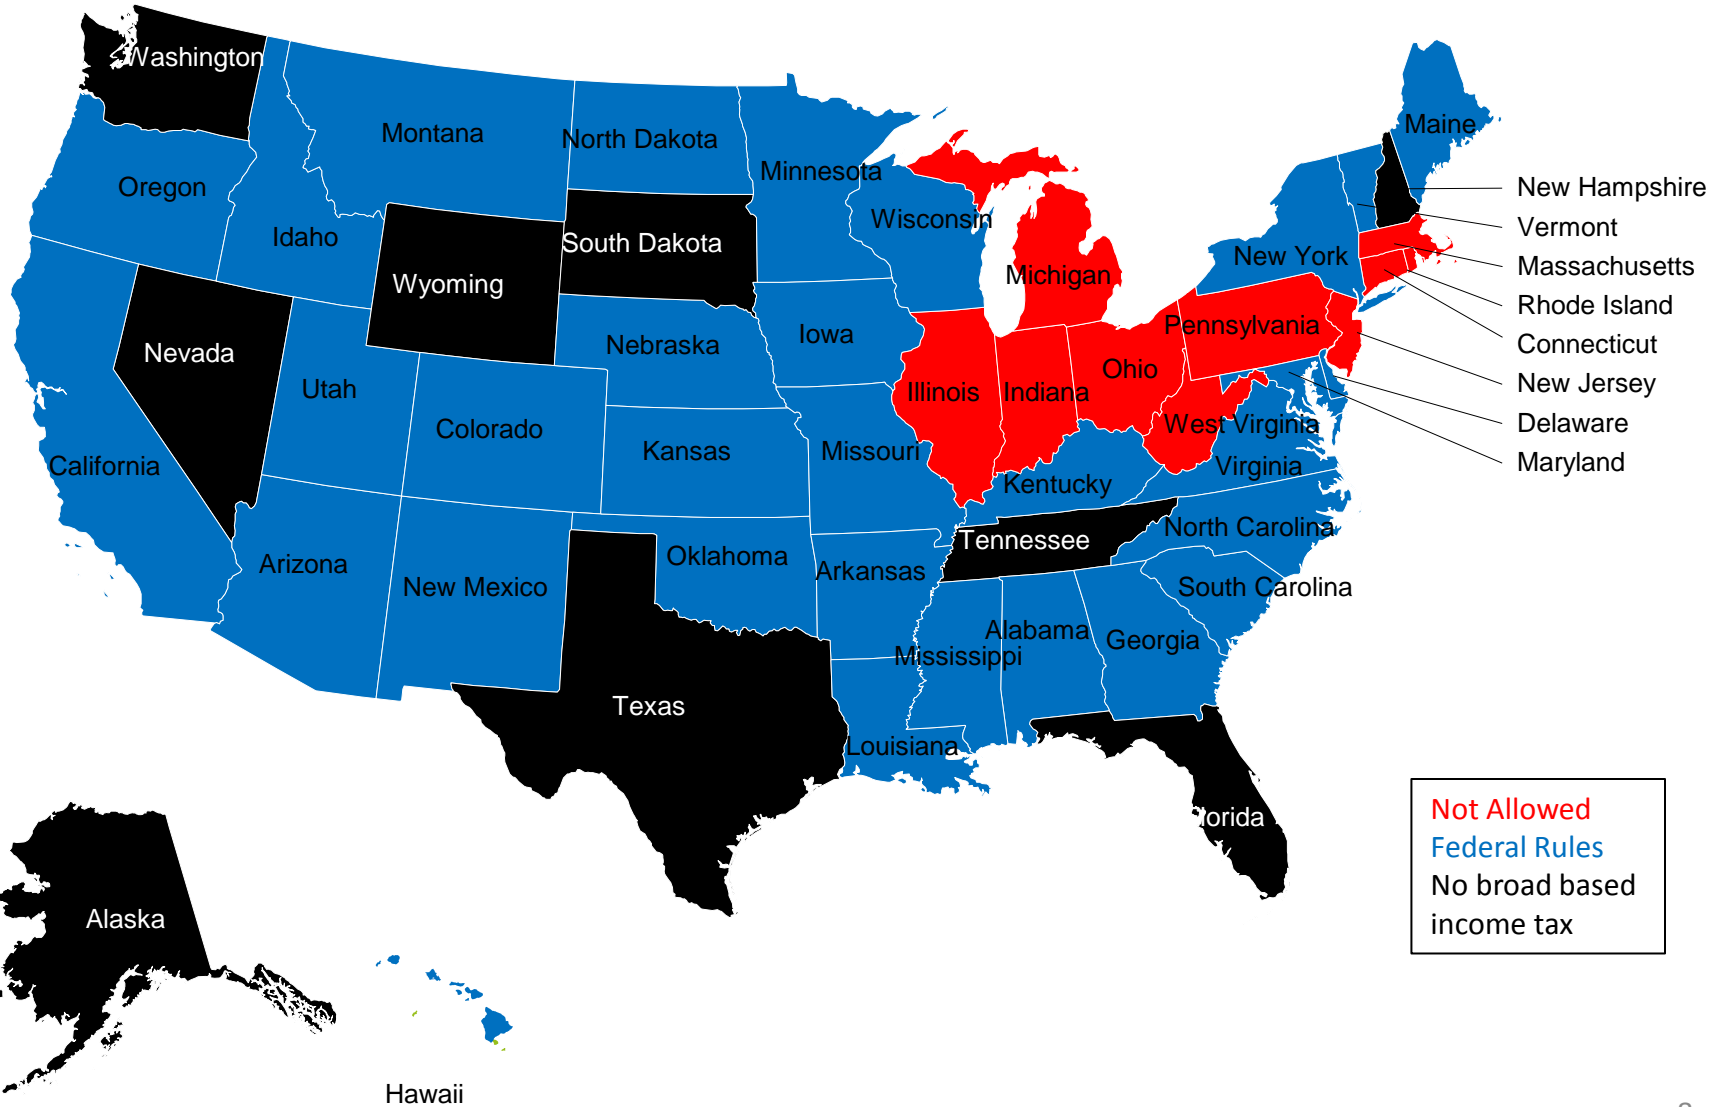 Washington
Montana
North Dakota
Minnesota
Maine
Oregon
Idaho
Wyoming
South Dakota
Wisconsin
Michigan
New York
New Hampshire
Vermont
Massachusetts
Rhode Island
Connecticut
New Jersey
Delaware
Maryland
Nevada
Utah
Colorado
Nebraska
Iowa
Illinois
Indiana
Ohio
Pennsylvania
West Virginia
Virginia
California
Kansas
Missouri
Kentucky
North Carolina
Tennessee
Arizona
New Mexico
Oklahoma
Arkansas
South Carolina
Alabama
Mississippi
Georgia
Texas
Louisiana
lorida
Alaska
Hawaii
Not Allowed
Federal Rules
No broad based
income tax